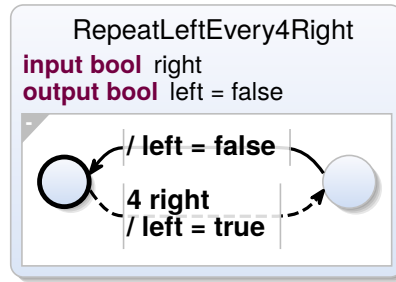 RepeatLeftEvery4Right
input bool right
output bool left = false
-
/ left = false
4 right
/ left = true